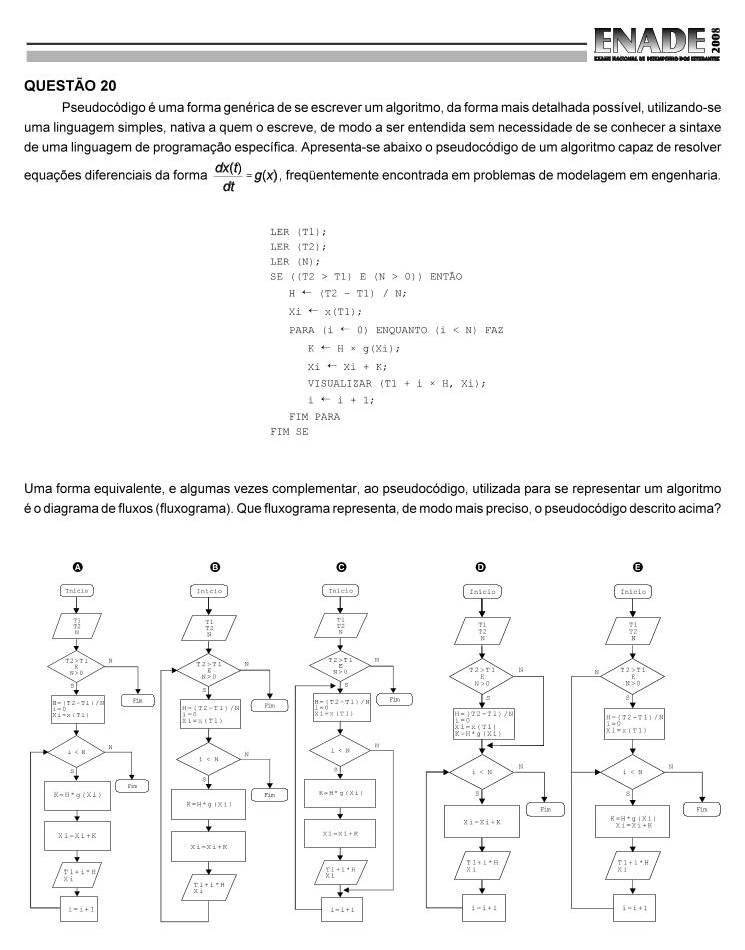 ENADE 2008
EXAME NACIONAL DE DESEMPENHO DOS ESTUDANTES
QUESTÃO 20
Pseudocódigo é uma forma genérica de se escrever um algoritmo, da forma mais detalhada possível, utilizando-se
uma linguagem simples, nativa a quem o escreve, de modo a ser entendida sem necessidade de se conhecer a sintaxe
de uma linguagem de programação específica. Apresenta-se abaixo o pseudocódigo de um algoritmo capaz de resolver
equações diferenciais da forma dx(t)/dt = g(x), freqüentemente encontrada em problemas de modelagem em engenharia.
LER (T1);
LER (T2);
LER (N);
SE ((T2 > T1) E (N > 0)) ENTÃO
H ← (T2 - T1) / N;
Xi ← x(T1);
PARA (i ← 0) ENQUANTO (i < N) FAZ
K ← H × g(Xi);
Xi ← Xi + K;
VISUALIZAR (T1 + i × H, Xi);
i ← i + 1;
FIM PARA
FIM SE
Uma forma equivalente, e algumas vezes complementar, ao pseudocódigo, utilizada para se representar um algoritmo
é o diagrama de fluxos (fluxograma). Que fluxograma representa, de modo mais preciso, o pseudocódigo descrito acima?
A
Início
T1
T2
N
T2>T1
E
N>0
N
S
Fim
H=(T2-T1)/N
i=0
Xi=x(T1)
i < N
N
S
Fim
K=H*g(Xi)
Xi=Xi+K
T1+i*H
Xi
i=i+1
B
Início
T1
T2
N
T2>T1
E
N>0
N
S
Fim
H=(T2-T1)/N
i=0
Xi=x(T1)
i < N
N
S
Fim
K=H*g(Xi)
Xi=Xi+K
T1+i*H
Xi
C
Início
T1
T2
N
T2>T1
E
N>0
N
S
Fim
H=(T2-T1)/N
i=0
Xi=x(T1)
i < N
N
S
K=H*g(Xi)
Xi=Xi+K
T1+i*H
Xi
i=i+1
D
Início
T1
T2
N
T2>T1
E
N>0
N
S
H=(T2-T1)/N
i=0
Xi=x(T1)
K=H*g(Xi)
i < N
N
S
Fim
Xi=Xi+K
T1+i*H
Xi
i=i+1
E
Início
T1
T2
N
T2>T1
E
N>0
N
S
H=(T2-T1)/N
i=0
Xi=x(T1)
i < N
N
S
Fim
K=H*g(Xi)
Xi=Xi+K
T1+i*H
Xi
i=i+1